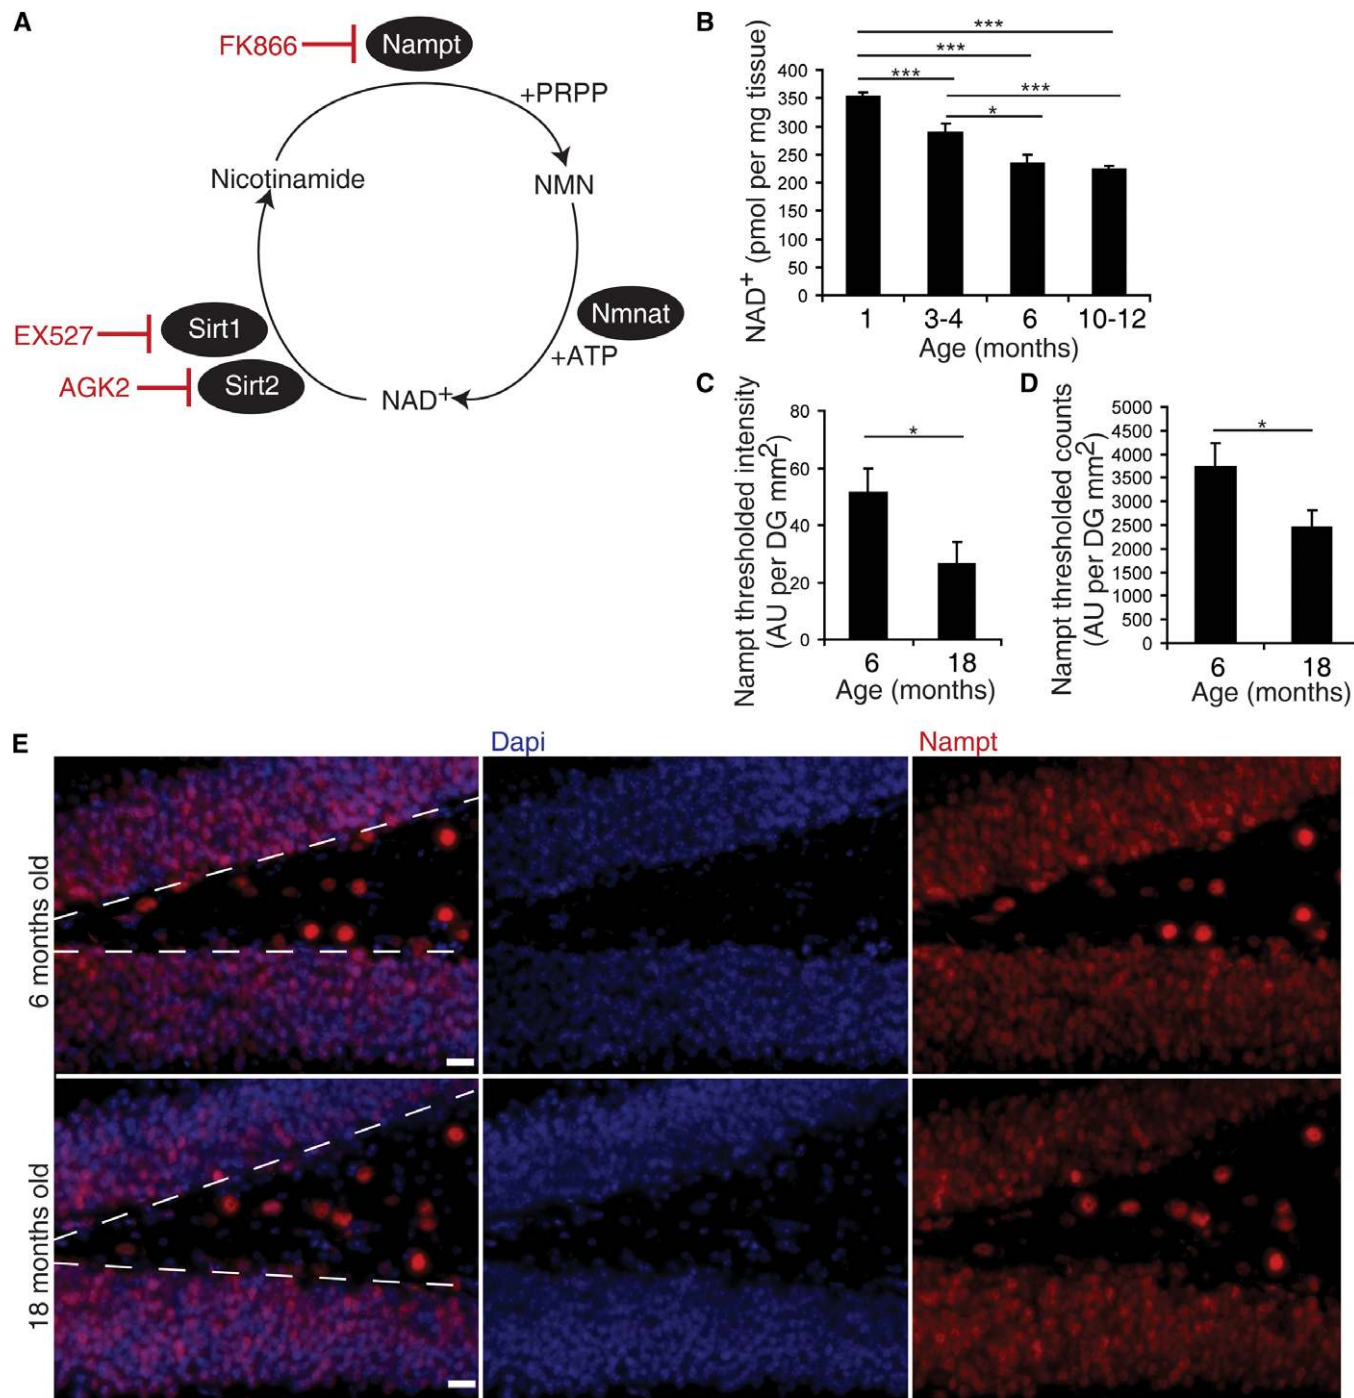 A
FK866
Nampt
+PRPP
Nicotinamide
NMN
EX527
Sirt1
Nmnat
+ATP
AGK2
Sirt2
NAD+
B
NAD+ (pmol per mg tissue)
***
***
***
***
*
400
350
300
250
200
150
100
50
0
1 3-4 6 10-12
Age (months)
C
Nampt thresholded intensity
(AU per DG mm2)
*
80
60
40
20
0
6 18
Age (months)
D
Nampt thresholded counts
(AU per DG mm2)
*
5000
4500
4000
3500
3000
2500
2000
1500
1000
500
0
6 18
Age (months)
E
Dapi
Nampt
6 months old
18 months old